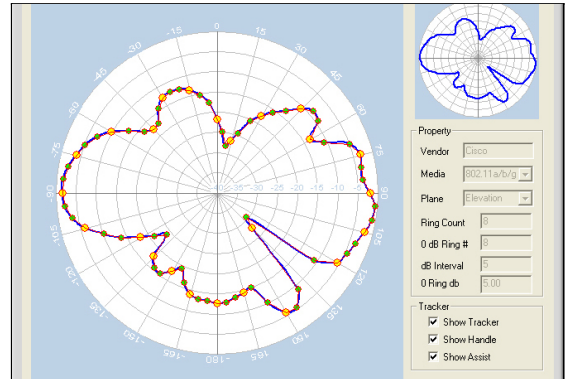 0
15
30
45
60
75
90
105
120
135
150
165
-180
-165
-150
-135
-120
-105
-90
-75
-60
-45
-30
-15
-40 -35 -30 -25 -20 -15 -10
Property
Vendor Cisco
Media 802.11a/b/g
Plane Elevation
Ring Count 8
0 dB Ring # 8
dB Interval 5
0 Ring db 5.00
Tracker
Show Tracker
Show Handle
Show Assist